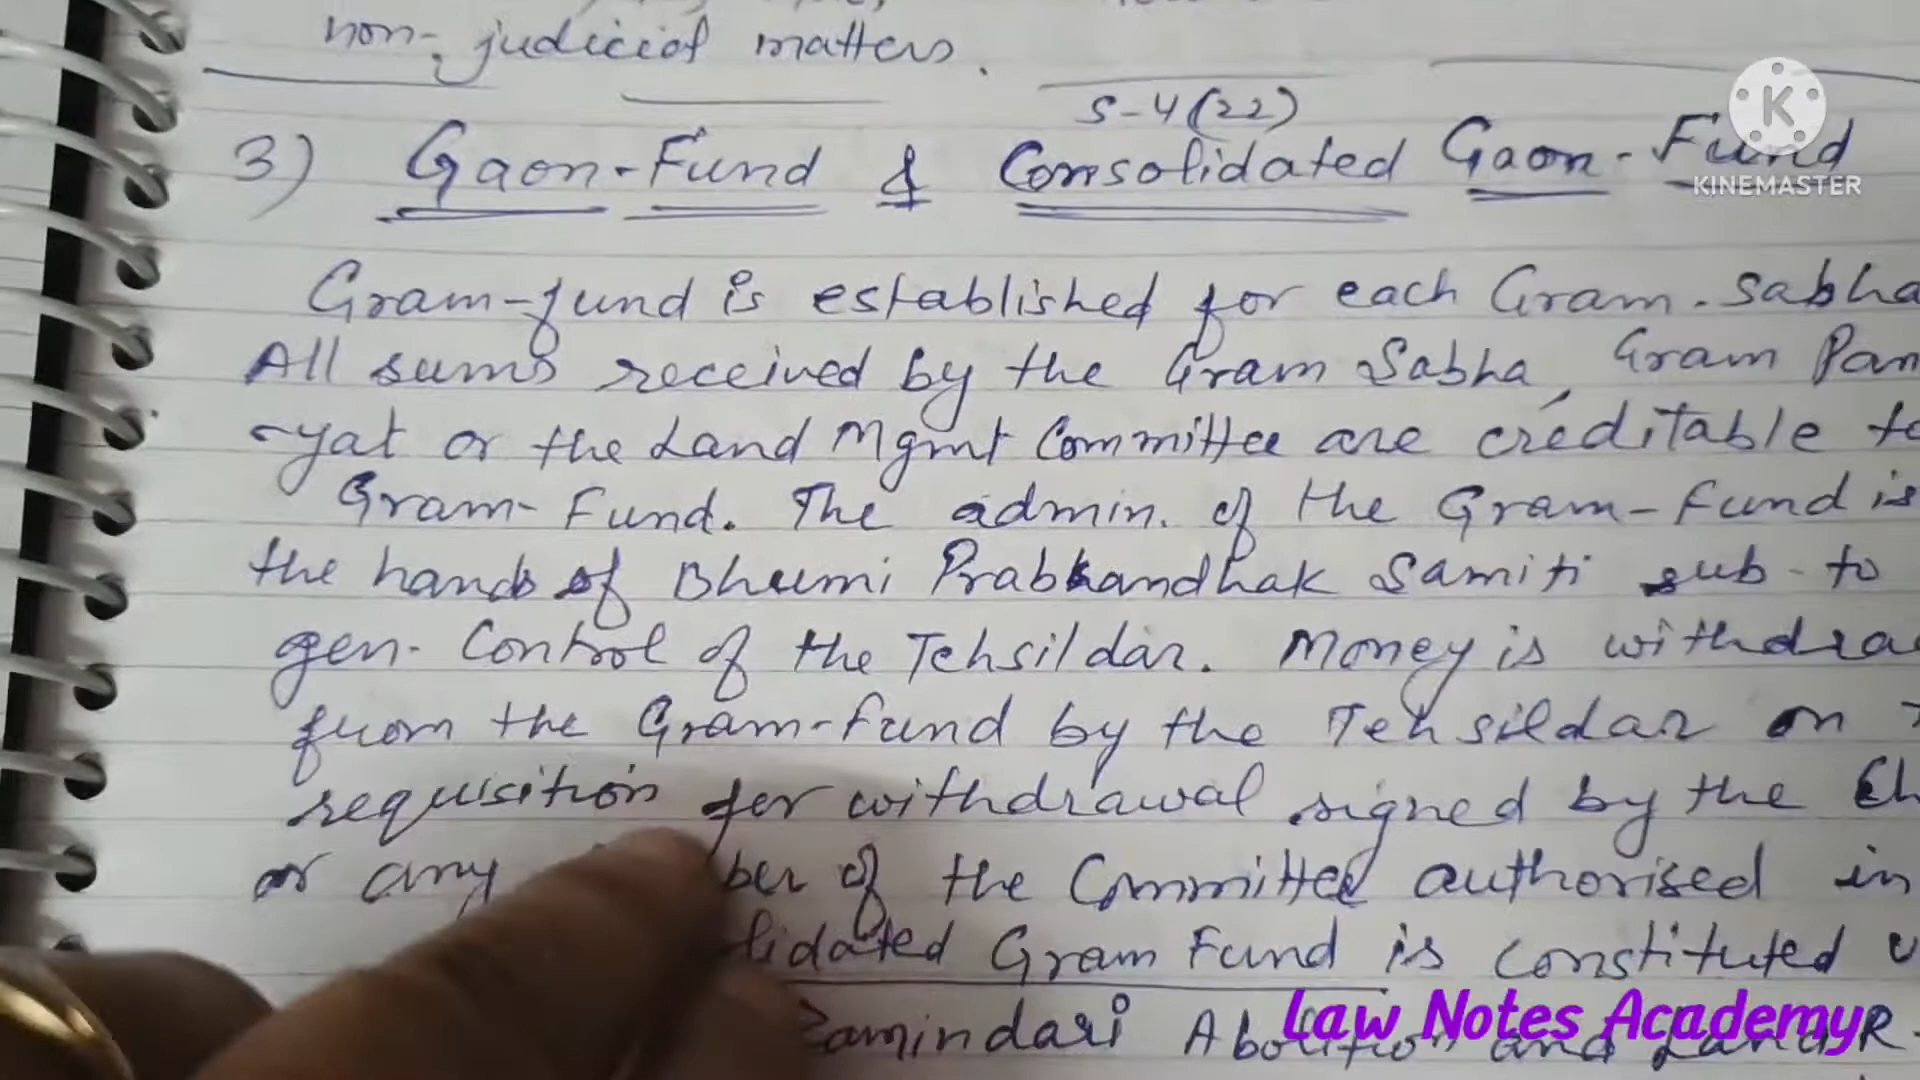 non-judicial matters.
S-4(22)
3) Gaon-Fund & Consolidated Gaon-Fund
KINEMASTER
Gram-fund is established for each Gram-sabha
All sums received by the Gram Sabha, Gram Pan
-yat or the Land Mgmt Committee are creditable to
Gram-Fund. The admin. of the Gram-Fund is
the hands of Bhumi Prabhandhak Samiti sub-to
gen. Control of the Tehsildar. Money is withdra
from the Gram-Fund by the Tehsildar on
requisition for withdrawal signed by the Ch
or any ber of the Committee authorised in
lidated Gram Fund is constituted u
Zamindari Abolition and Land R
Law Notes Academy